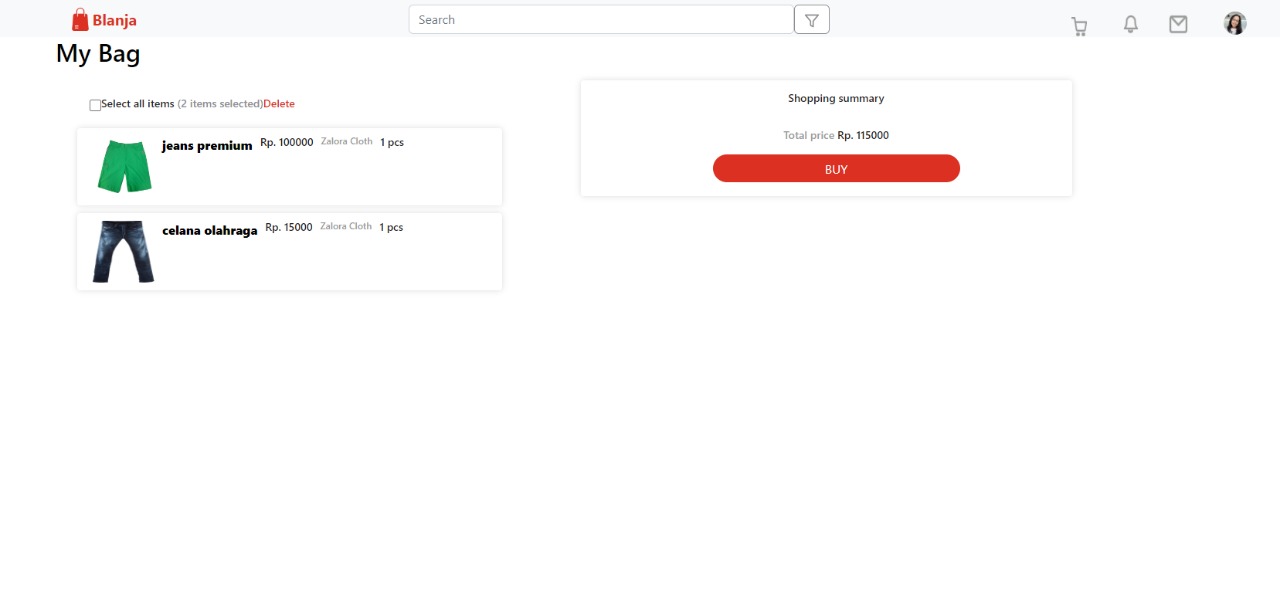 Blanja
Search
My Bag
Select all items (2 items selected)Delete
jeans premium Rp. 100000 Zalora Cloth 1 pcs
celana olahraga Rp. 15000 Zalora Cloth 1 pcs
Shopping summary
Total price Rp. 115000
BUY